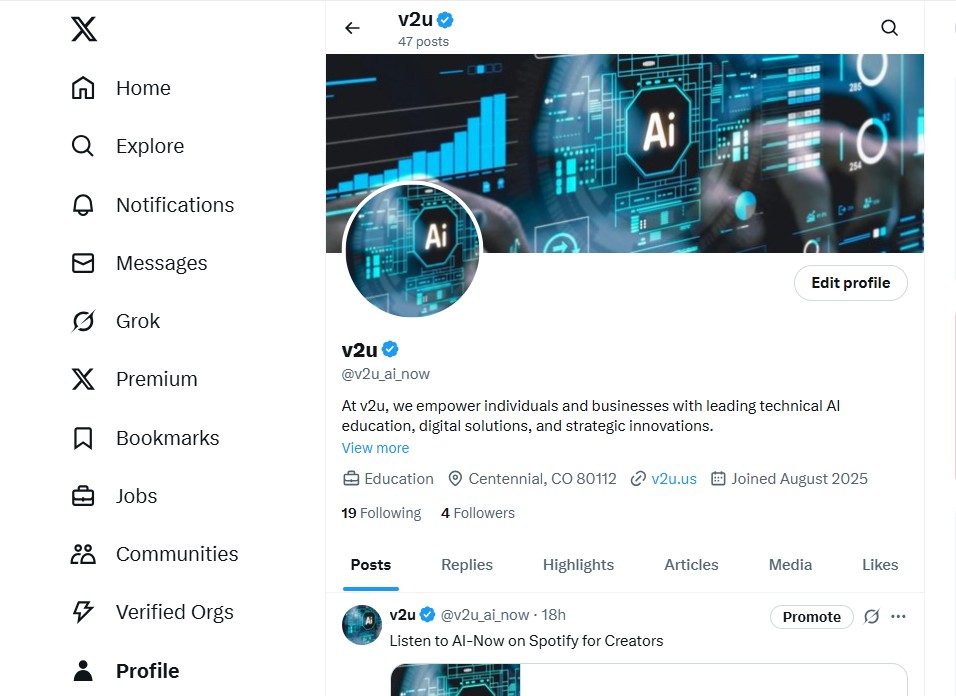 v2u
47 posts
Home
Explore
Notifications
Messages
Grok
Premium
Bookmarks
Jobs
Communities
Verified Orgs
Profile
Ai
285
254
Ai
Edit profile
v2u
@v2u_ai_now
At v2u, we empower individuals and businesses with leading technical AI
education, digital solutions, and strategic innovations.
View more
Education Centennial, CO 80112 v2u.us Joined August 2025
19 Following 4 Followers
Posts Replies Highlights Articles Media Likes
v2u @v2u_ai_now · 18h Promote
Ai
Listen to AI-Now on Spotify for Creators